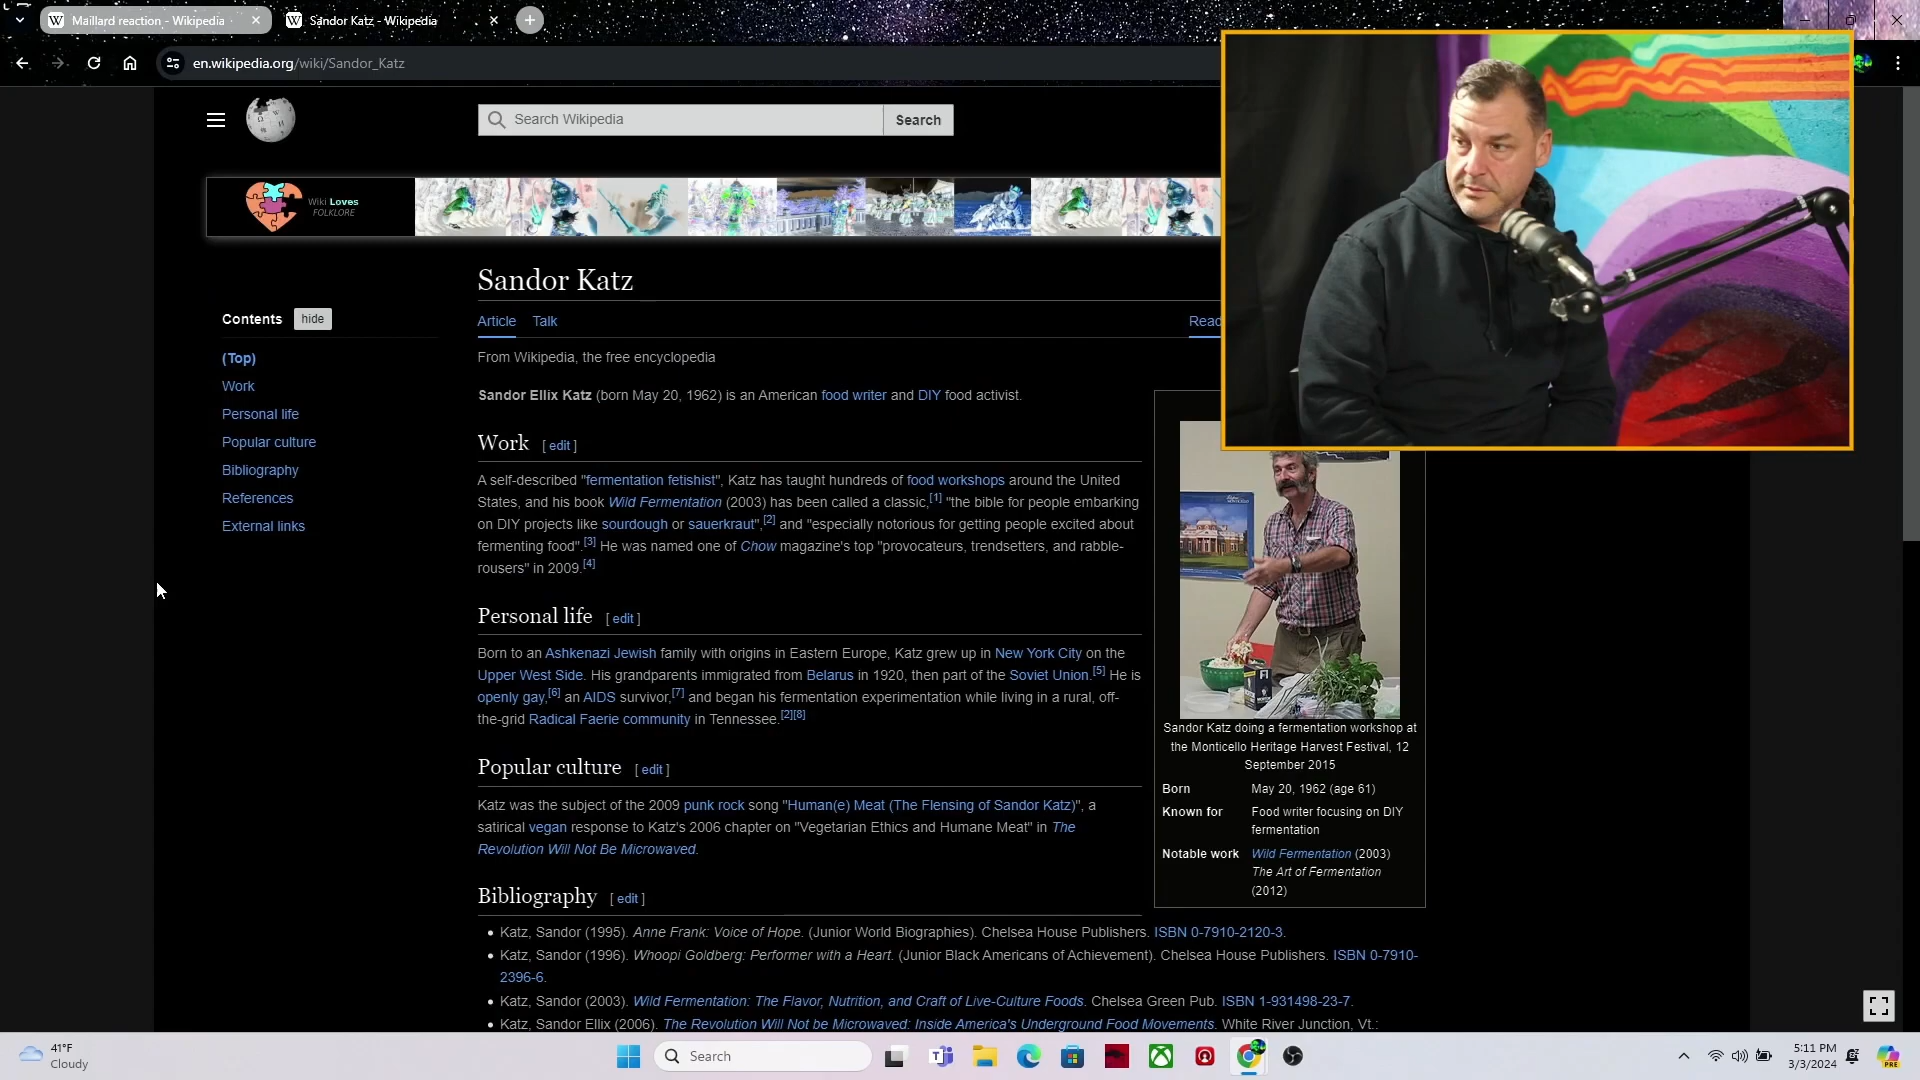 Maillard reaction - Wikipedia
Sandor Katz - Wikipedia
en.wikipedia.org/wiki/Sandor_Katz
Search Wikipedia
Search
Wiki Loves
FOLKLORE
Sandor Katz
Contents hide
Article Talk
Read
(Top)
From Wikipedia, the free encyclopedia
Work
Personal life
Popular culture
Bibliography
References
External links
Sandor Ellix Katz (born May 20, 1962) is an American food writer and DIY food activist.
Work [ edit ]
A self-described "fermentation fetishist", Katz has taught hundreds of food workshops around the United
States, and his book Wild Fermentation (2003) has been called a classic,[1] "the bible for people embarking
on DIY projects like sourdough or sauerkraut",[2] and "especially notorious for getting people excited about
fermenting food".[3] He was named one of Chow magazine's top "provocateurs, trendsetters, and rabble-
rousers" in 2009.[4]
Personal life [ edit ]
Born to an Ashkenazi Jewish family with origins in Eastern Europe, Katz grew up in New York City on the
Upper West Side. His grandparents immigrated from Belarus in 1920, then part of the Soviet Union.[5] He is
openly gay,[6] an AIDS survivor,[7] and began his fermentation experimentation while living in a rural, off-
the-grid Radical Faerie community in Tennessee.[2][8]
Popular culture [ edit ]
Katz was the subject of the 2009 punk rock song "Human(e) Meat (The Flensing of Sandor Katz)", a
satirical vegan response to Katz's 2006 chapter on "Vegetarian Ethics and Humane Meat" in The
Revolution Will Not Be Microwaved.
Sandor Katz doing a fermentation workshop at
the Monticello Heritage Harvest Festival, 12
September 2015
Born May 20, 1962 (age 61)
Known for Food writer focusing on DIY
fermentation
Notable work Wild Fermentation (2003)
The Art of Fermentation
(2012)
Bibliography [ edit ]
Katz, Sandor (1995). Anne Frank: Voice of Hope. (Junior World Biographies). Chelsea House Publishers. ISBN 0-7910-2120-3.
Katz, Sandor (1996). Whoopi Goldberg: Performer with a Heart. (Junior Black Americans of Achievement). Chelsea House Publishers. ISBN 0-7910-
2396-6.
Katz, Sandor (2003). Wild Fermentation: The Flavor, Nutrition, and Craft of Live-Culture Foods. Chelsea Green Pub. ISBN 1-931498-23-7.
Katz, Sandor Ellix (2006). The Revolution Will Not be Microwaved: Inside America's Underground Food Movements. White River Junction, Vt.:
41°F
Cloudy
Search
5:11 PM
3/3/2024
PRE